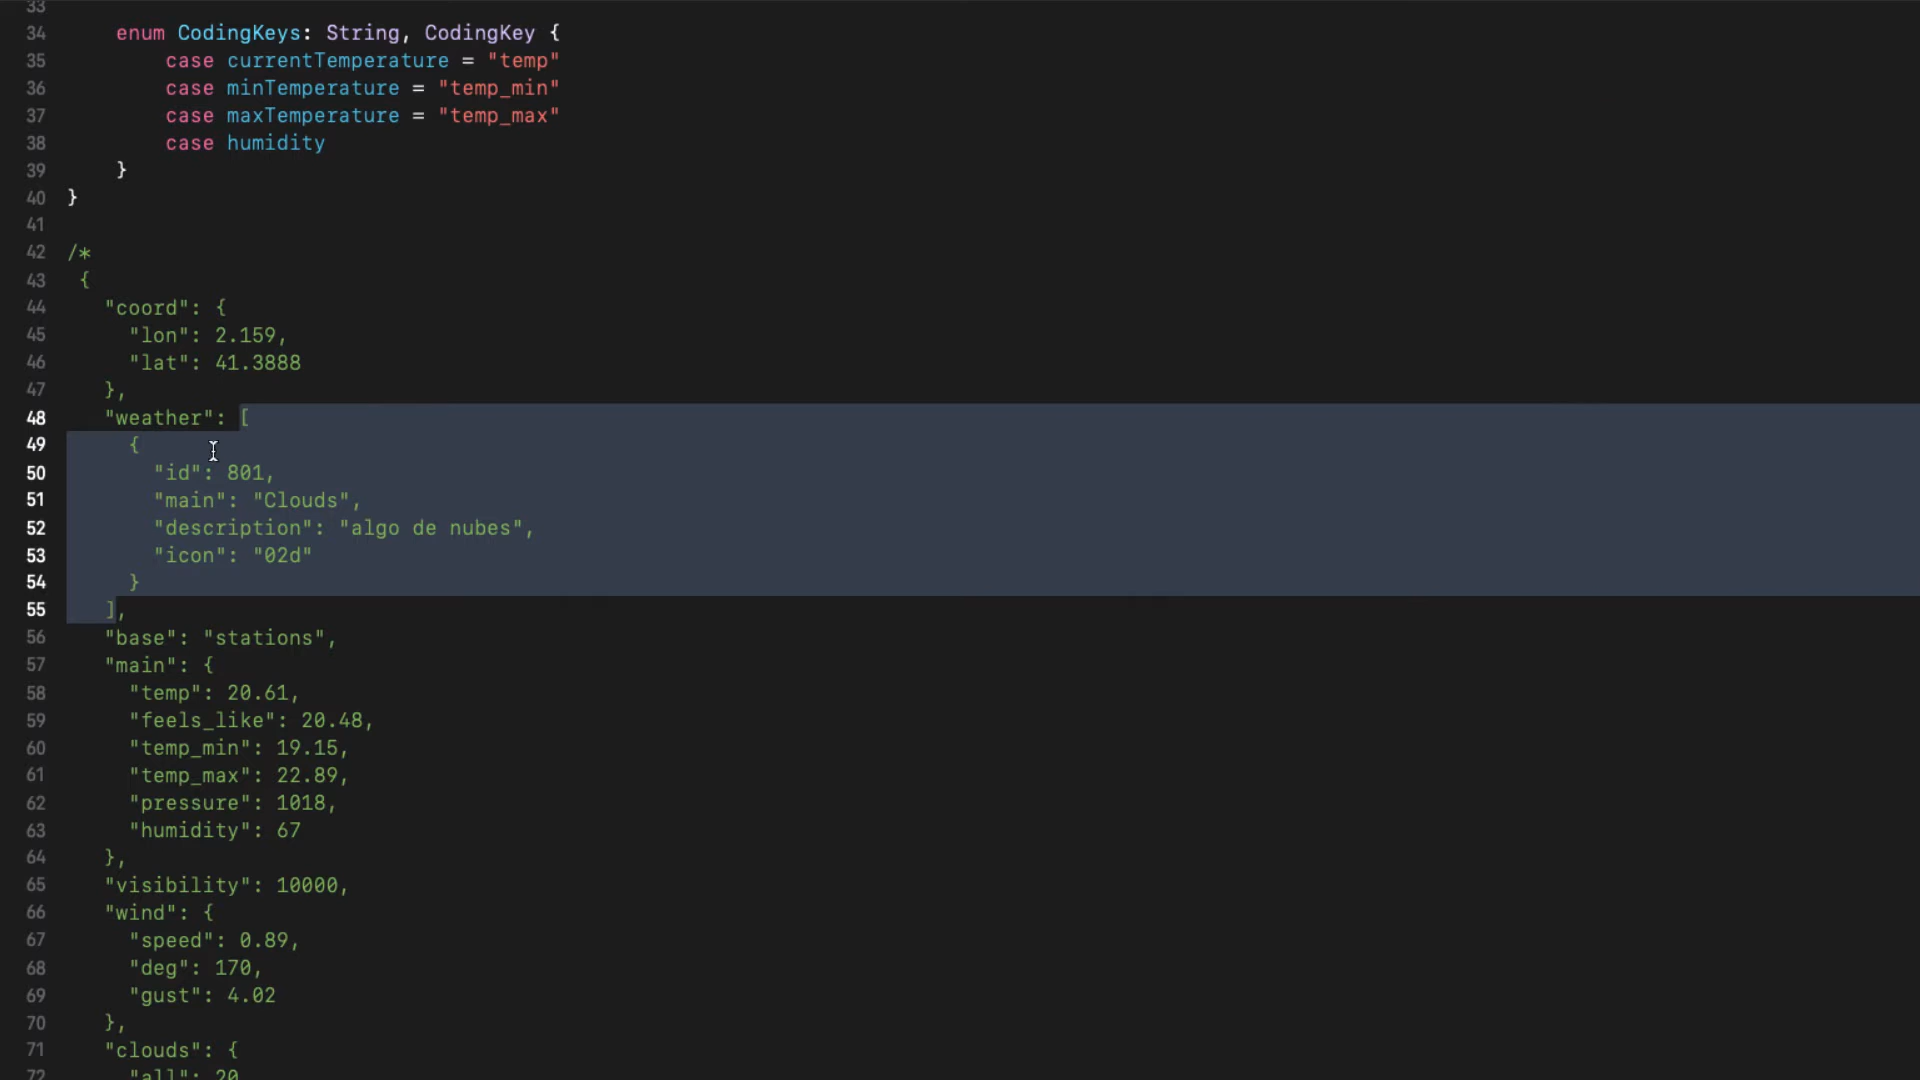 33
34 enum CodingKeys: String, CodingKey {
35 case currentTemperature = "temp"
36 case minTemperature = "temp_min"
37 case maxTemperature = "temp_max"
38 case humidity
39 }
40 }
41
42 /*
43 {
44 "coord": {
45 "lon": 2.159,
46 "lat": 41.3888
47 },
48 "weather": [
49 {
50 "id": 801,
51 "main": "Clouds",
52 "description": "algo de nubes",
53 "icon": "02d"
54 }
55 ],
56 "base": "stations",
57 "main": {
58 "temp": 20.61,
59 "feels_like": 20.48,
60 "temp_min": 19.15,
61 "temp_max": 22.89,
62 "pressure": 1018,
63 "humidity": 67
64 },
65 "visibility": 10000,
66 "wind": {
67 "speed": 0.89,
68 "deg": 170,
69 "gust": 4.02
70 },
71 "clouds": {
72 "all": 20